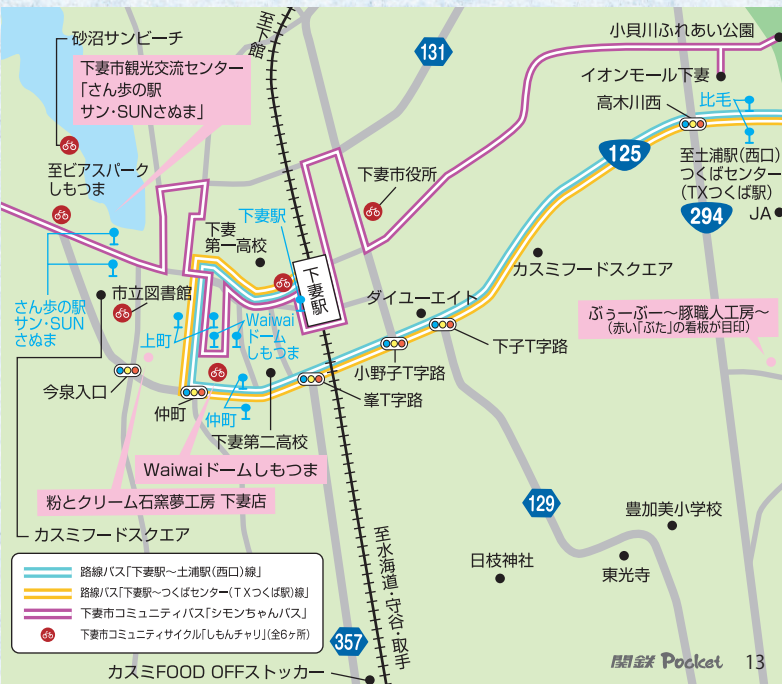 砂沼サンビーチ
下妻市観光交流センター
「さん歩の駅
サン・SUNさぬま」
至ビアスパーク
しもつま
至下館
131
小貝川ふれあい公園
イオンモール下妻
高木川西
比毛
125
至土浦駅(西口)
つくばセンター
(TXつくば駅)
294
JA
下妻市役所
下妻
第一高校
下妻駅
下妻駅
カスミフードスクエア
さん歩の駅
サン・SUN
さぬま
市立図書館
上町
Waiwai
ドーム
しもつま
ダイユーエイト
ぶぅーぶー〜豚職人工房〜
(赤い「ぶた」の看板が目印)
下子T字路
小野子T字路
峯T字路
今泉入口
仲町
仲町
下妻第二高校
Waiwaiドームしもつま
粉とクリーム石窯夢工房 下妻店
カスミフードスクエア
129
豊加美小学校
日枝神社
東光寺
至水海道・守谷・取手
路線バス「下妻駅〜土浦駅(西口)線」
路線バス「下妻駅〜つくばセンター(TXつくば駅)線」
下妻市コミュニティバス「シモンちゃんバス」
下妻市コミュニティサイクル「しもんチャリ」(全6ヶ所)
357
カスミFOOD OFFストッカー
関鉄 Pocket 13